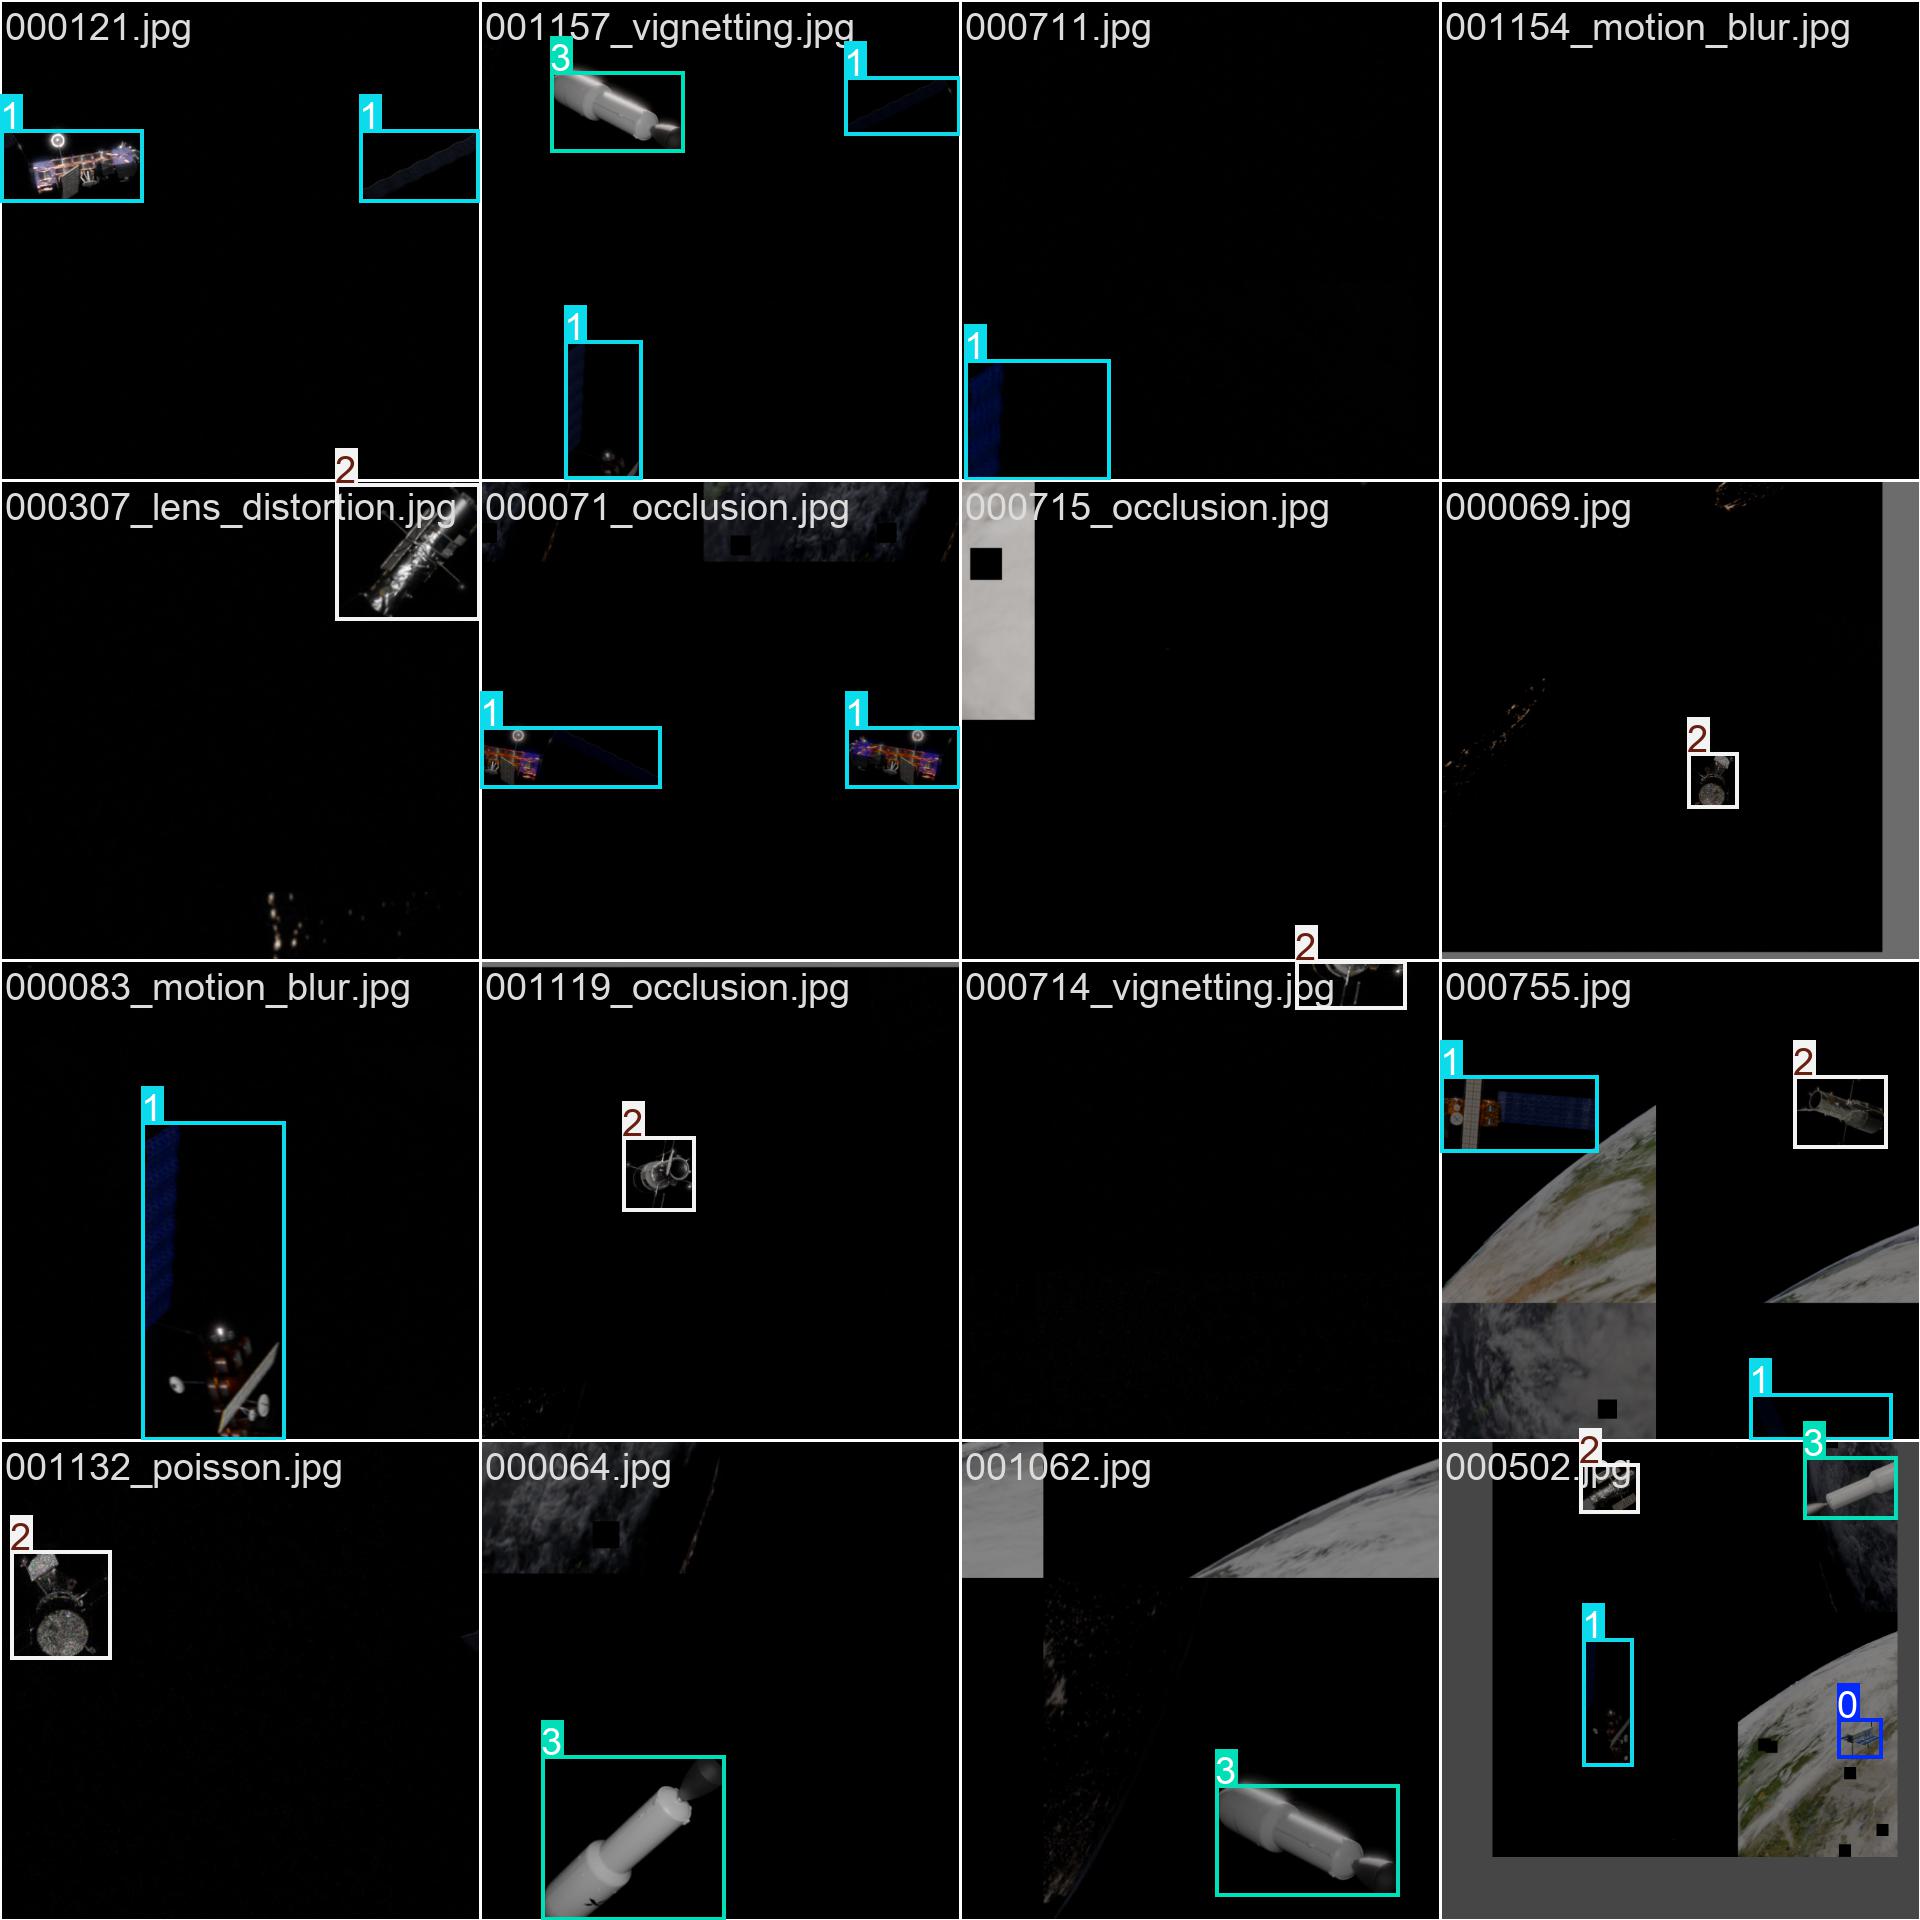 000121.jpg
001157_vignetting.jpg
000711.jpg
001154_motion_blur.jpg
3
1
1
1
1
1
1
2
000307_lens_distortion.jpg
000071_occlusion.jpg
000715_occlusion.jpg
000069.jpg
1
1
2
2
000083_motion_blur.jpg
001119_occlusion.jpg
000714_vignetting.jpg
000755.jpg
1
2
1
2
1
2
3
001132_poisson.jpg
000064.jpg
001062.jpg
000502.jpg
2
1
0
3
3